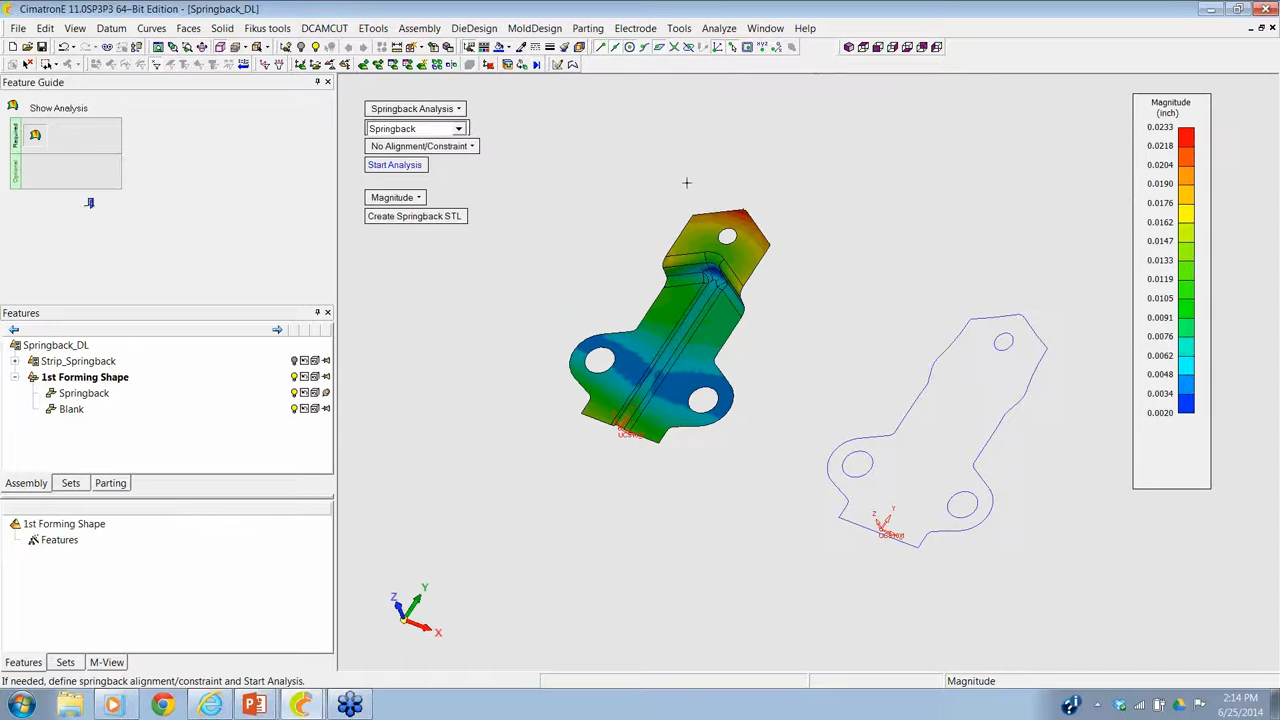 CimatronE 11.0SP3P3 64-Bit Edition - [Springback_DL]
File Edit View Datum Curves Faces Solid Fikus tools DCAMCUT ETools Assembly DieDesign MoldDesign Parting Electrode Tools Analyze Window Help
Feature Guide
Show Analysis
Required
Optional
Features
Springback_DL
Strip_Springback
1st Forming Shape
Springback
Blank
Assembly Sets Parting
1st Forming Shape
Features
Features Sets M-View
Springback Analysis
Springback
No Alignment/Constraint
Start Analysis
Magnitude
Create Springback STL
Z
Y
X
Z
Y
Magnitude
(inch)
0.0233
0.0218
0.0204
0.0190
0.0162
0.0147
0.0119
0.0105
0.0091
0.0076
0.0062
0.0048
0.0034
0.0020
If needed, define springback alignment/constraint and Start Analysis.
Magnitude
2:14 PM
6/25/2014